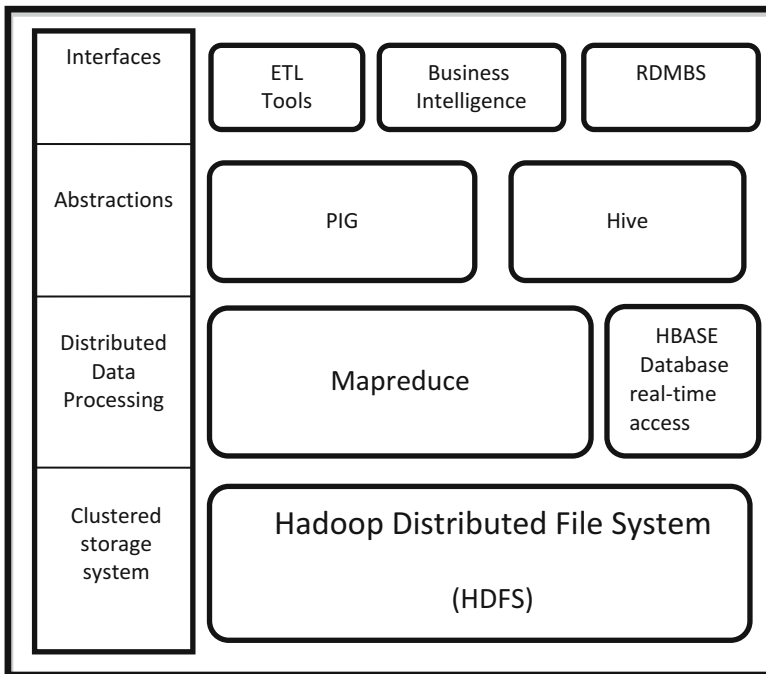 Interfaces
ETL
Tools
Business
Intelligence
RDMBS
Abstractions
PIG
Hive
Distributed
Data
Processing
Mapreduce
HBASE
Database
real-time
access
Clustered
storage
system
Hadoop Distributed File System
(HDFS)